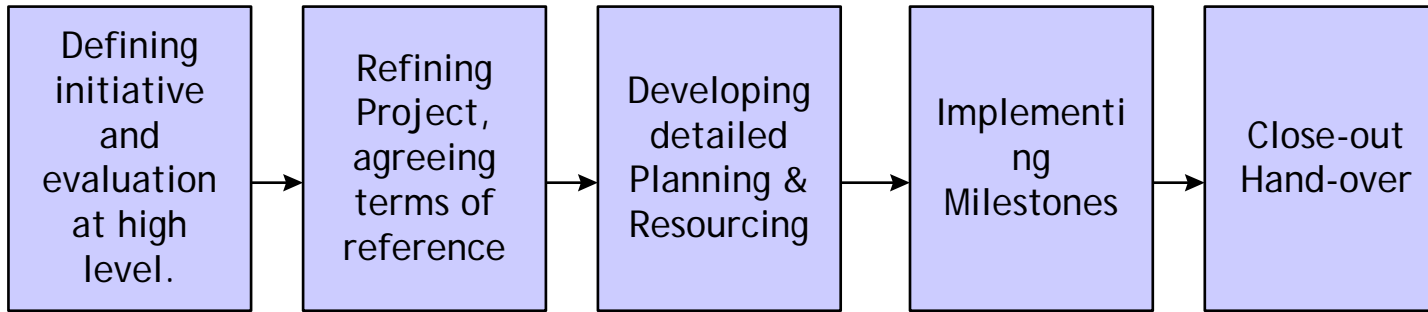 Defining
initiative
and
evaluation
at high
level.
Refining
Project,
agreeing
terms of
reference
Developing
detailed
Planning &
Resourcing
Implementi
ng
Milestones
Close-out
Hand-over